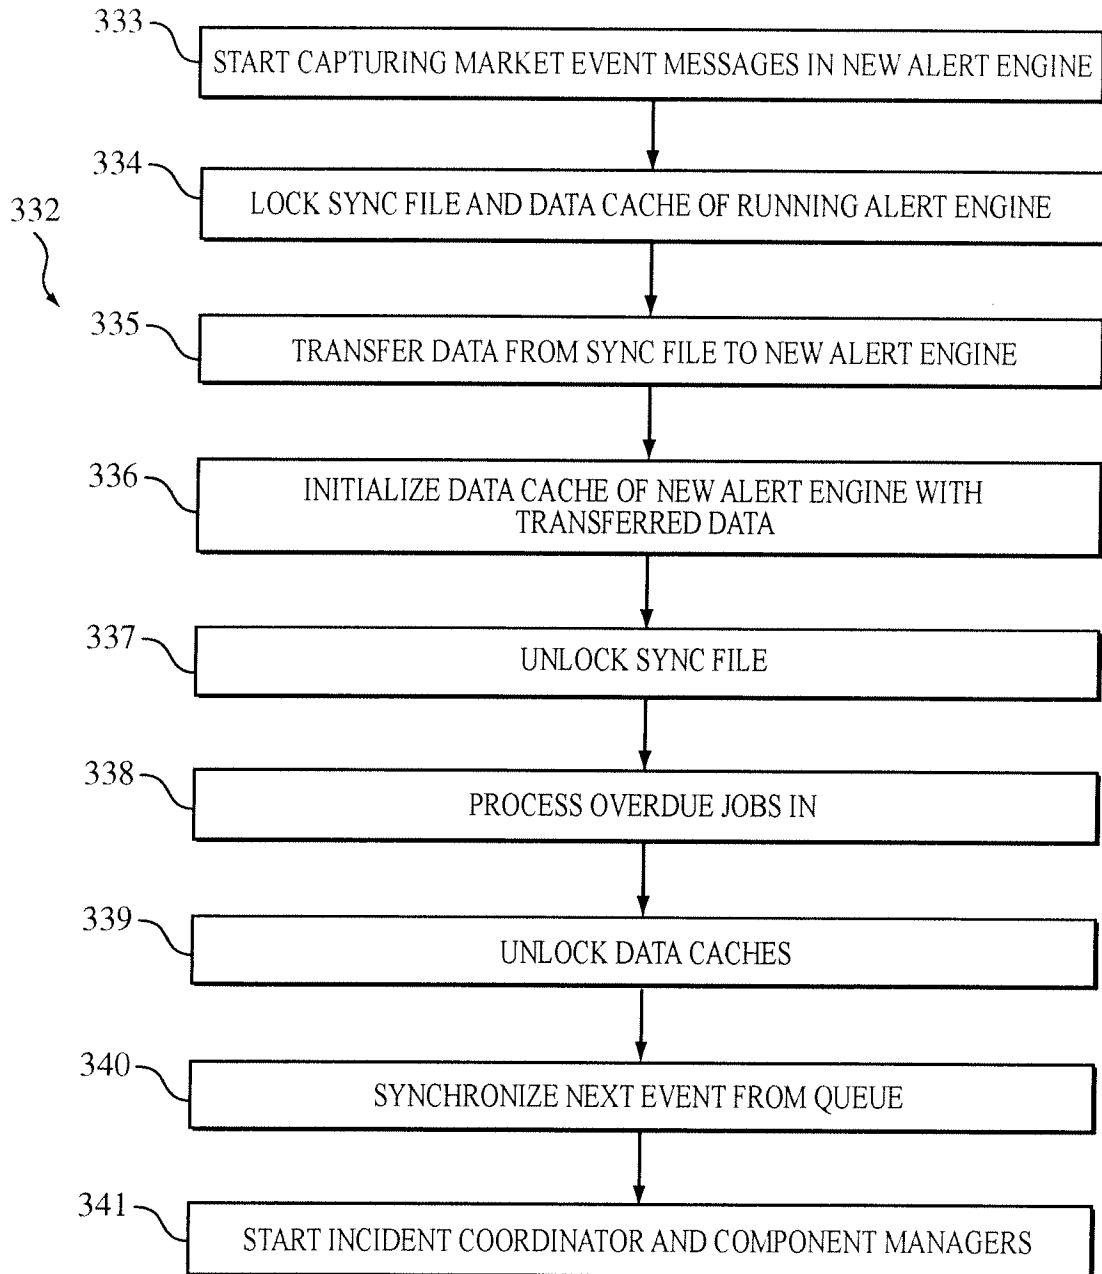 333
START CAPTURING MARKET EVENT MESSAGES IN NEW ALERT ENGINE
334
LOCK SYNC FILE AND DATA CACHE OF RUNNING ALERT ENGINE
332
335
TRANSFER DATA FROM SYNC FILE TO NEW ALERT ENGINE
336
INITIALIZE DATA CACHE OF NEW ALERT ENGINE WITH
TRANSFERRED DATA
337
UNLOCK SYNC FILE
338
PROCESS OVERDUE JOBS IN
339
UNLOCK DATA CACHES
340
SYNCHRONIZE NEXT EVENT FROM QUEUE
341
START INCIDENT COORDINATOR AND COMPONENT MANAGERS